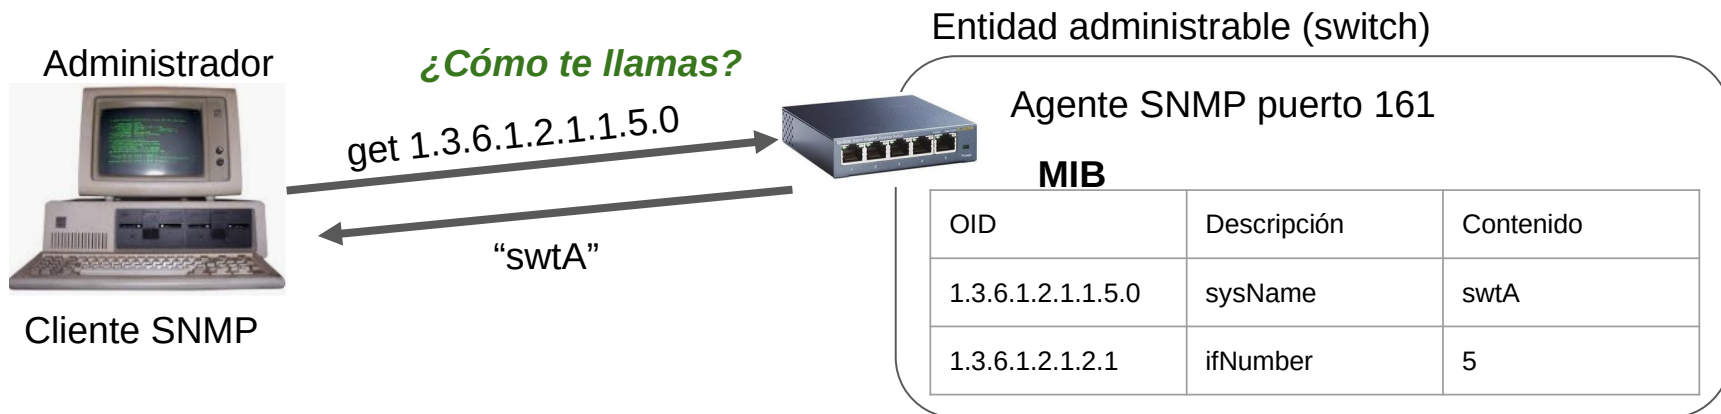 Entidad administrable (switch)
Administrador
¿Cómo te llamas?
Agente SNMP puerto 161
get 1.3.6.1.2.1.1.5.0
MIB
OID Descripción Contenido
“swtA”
1.3.6.1.2.1.1.5.0 sysName swtA
Cliente SNMP
1.3.6.1.2.1.2.1 ifNumber 5